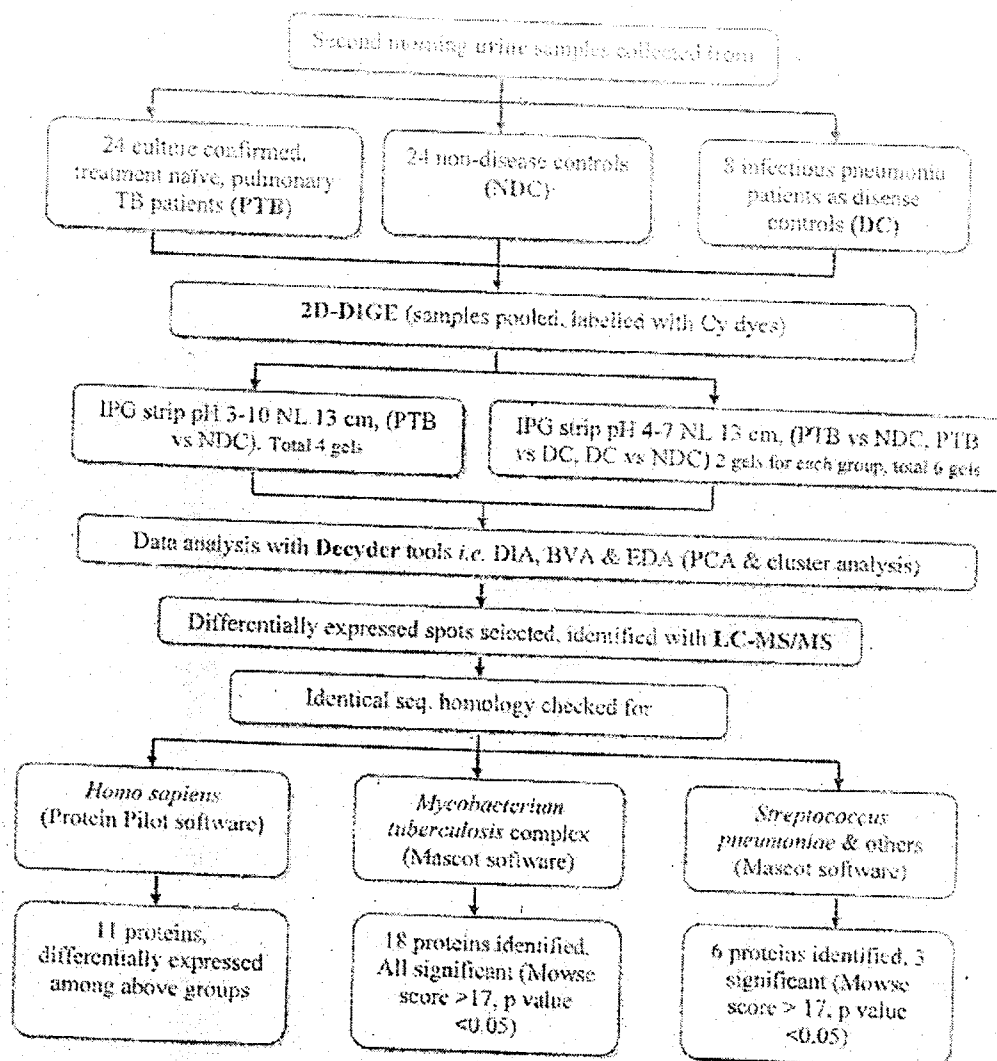 Second morning urine samples collected from
24 culture confirmed,
treatment naïve, pulmonary
TB patients (PTB)
24 non-disease controls
(NDC)
8 infectious pneumonia
patients as disease
controls (DC)
2D-DIGE (samples pooled, labelled with Cy dyes)
IPG strip pH 3-10 NL 13 cm, (PTB
vs NDC). Total 4 gels
IPG strip pH 4-7 NL 13 cm, (PTB vs NDC, PTB
vs DC, DC vs NDC) 2 gels for each group, total 6 gels
Data analysis with Decyder tools i.e. DIA, BVA & EDA (PCA & cluster analysis)
Differentially expressed spots selected, identified with LC-MS/MS
Identical seq. homology checked for
Homo sapiens
(Protein Pilot software)
Mycobacterium
tuberculosis complex
(Mascot software)
Streptococcus
pneumoniae & others
(Mascot software)
11 proteins,
differentially expressed
among above groups
18 proteins identified.
All significant (Mowse
score >17, p value
<0.05)
6 proteins identified, 3
significant (Mowse
score > 17, p value
<0.05)